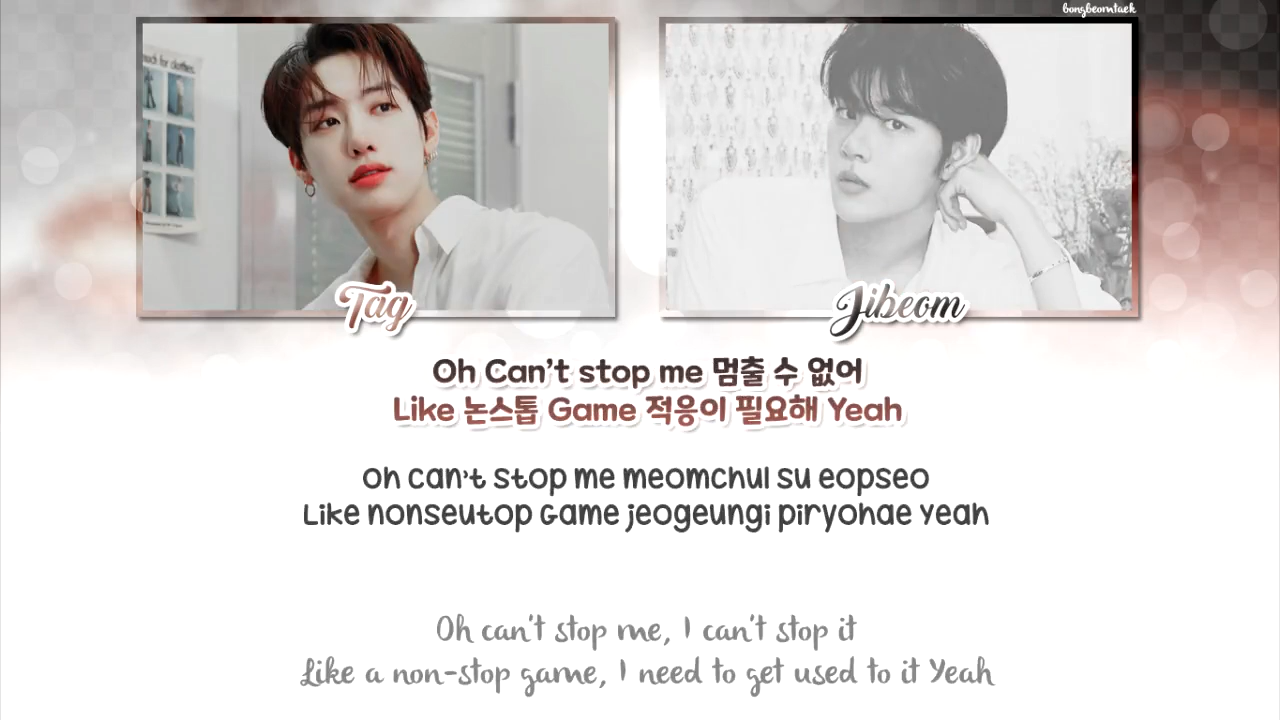 bongbeomtaek
Tag
Jibeom
Oh Can't stop me 멈출 수 없어
Like 논스톱 Game 적응이 필요해 Yeah
Oh can't stop me meomchul su eopseo
Like nonseutop Game jeogeungi piryohae Yeah
Oh can't stop me, I can't stop it
Like a non-stop game, I need to get used to it Yeah